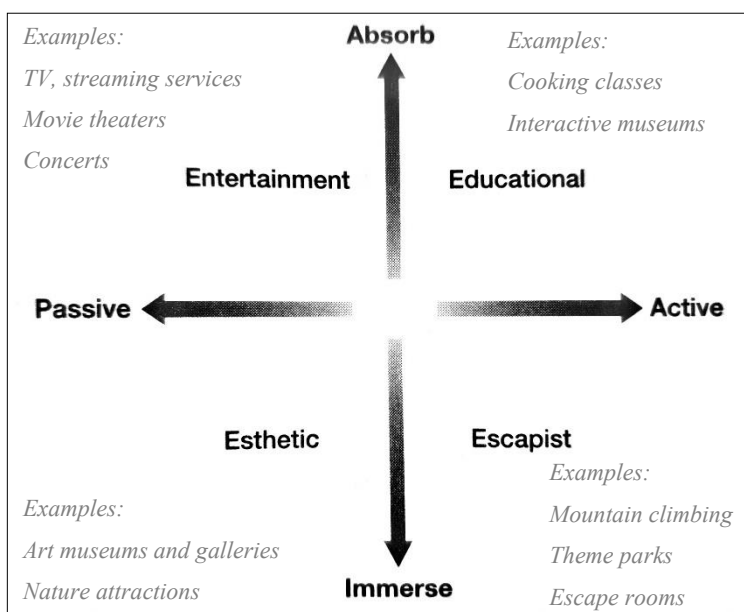 Examples:
TV, streaming services
Movie theaters
Concerts
Absorb
Examples:
Cooking classes
Interactive museums
Entertainment
Educational
Passive
Active
Esthetic
Escapist
Examples:
Art museums and galleries
Nature attractions
Immerse
Examples:
Mountain climbing
Theme parks
Escape rooms